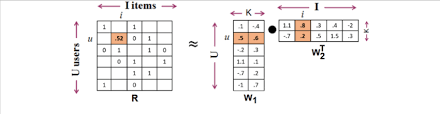 I items
K
I
i
i
1 1
1.1 .8 .3 .4 -2
.1 -.4
u .52 0 1
≈
u .5 .6
-.7 .2 .5 1.5 .3
K
0 1 1 0
-.2 .3
W₂ᵀ
U users
U
0 1 1
1.1 .1
1 1
-.7 .2
1 0
-1 .7
R
W₁